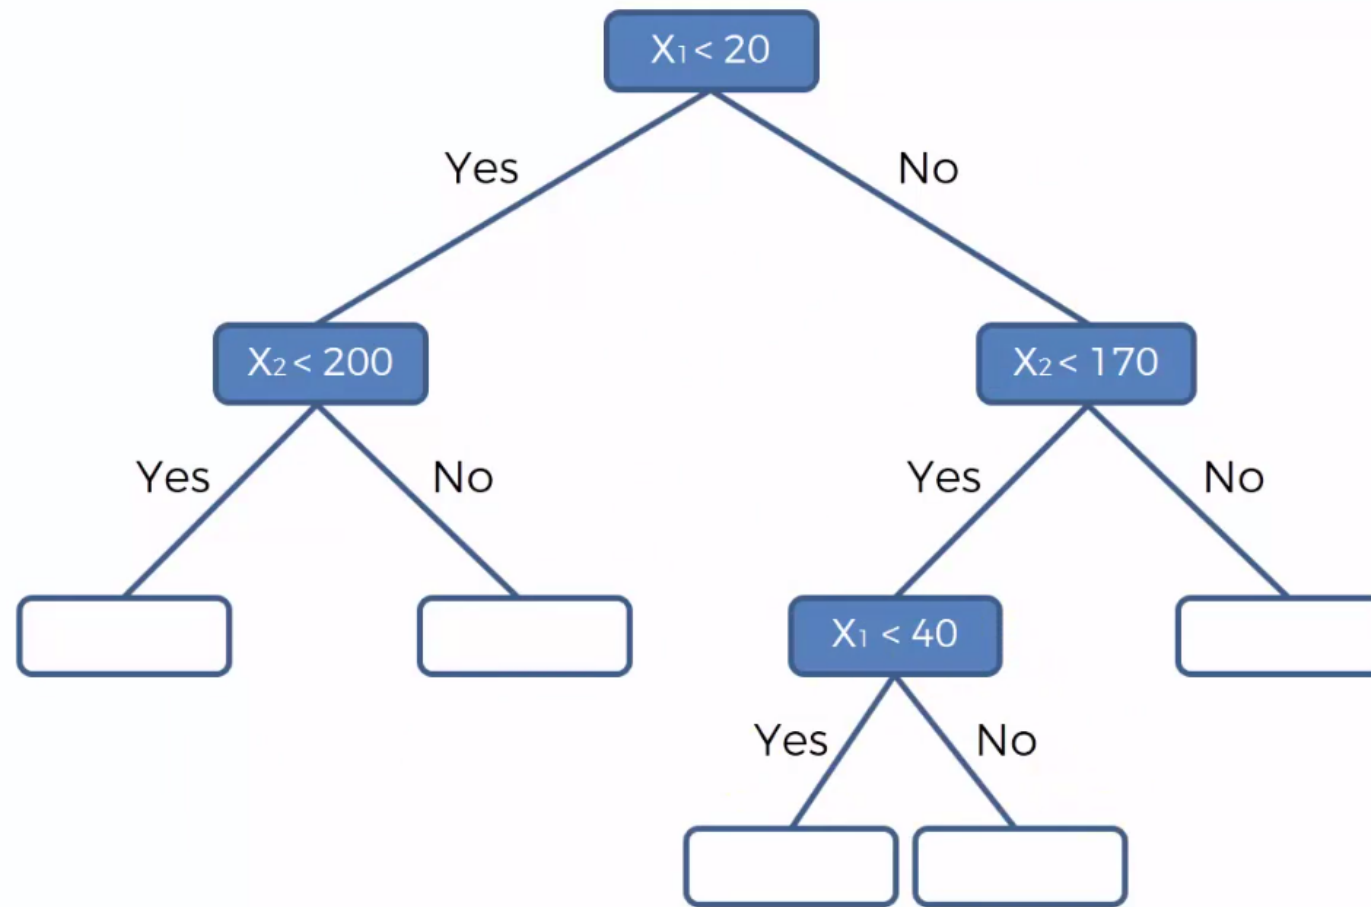 X₁ < 20
Yes
No
X₂ < 200
X₂ < 170
Yes
No
Yes
No
X₁ < 40
Yes
No